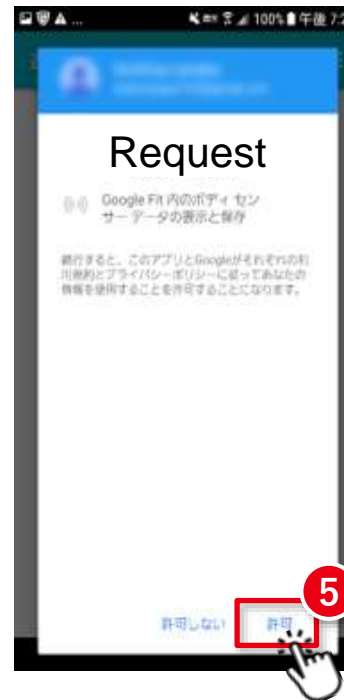 100% 午後 7:2
Request
Google Fit 内のボディ セン
サー データの表示と保存
続行すると、このアプリとGoogleがそれぞれの利
用規約とプライバシーポリシーに従ってあなたの
情報を使用することを許可することになります。
5
許可しない 許可